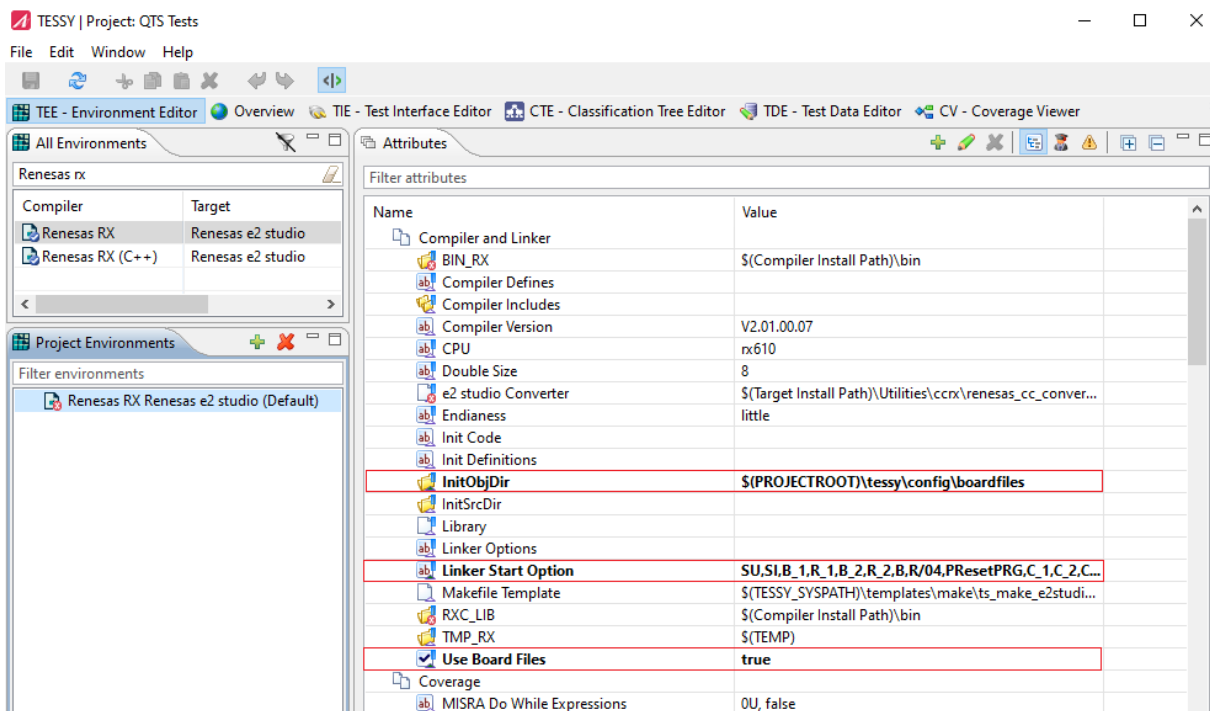 TESSY | Project: QTS Tests
File Edit Window Help
TEE - Environment Editor Overview TIE - Test Interface Editor CTE - Classification Tree Editor TDE - Test Data Editor CV - Coverage Viewer
All Environments
Renesas rx
Compiler Target
Renesas RX Renesas e2 studio
Renesas RX (C++) Renesas e2 studio
Project Environments
Filter environments
Renesas RX Renesas e2 studio (Default)
Attributes
Filter attributes
Name Value
Compiler and Linker
BIN_RX $(Compiler Install Path)\bin
Compiler Defines
Compiler Includes
Compiler Version V2.01.00.07
CPU rx610
Double Size 8
e2 studio Converter $(Target Install Path)\Utilities\ccrx\renesas_cc_conver...
Endianess little
Init Code
Init Definitions
InitObjDir $(PROJECTROOT)\tessy\config\boardfiles
InitSrcDir
Library
Linker Options
Linker Start Option SU,SI,B_1,R_1,B_2,R_2,B,R/04,PResetPRG,C_1,C_2,C...
Makefile Template $(TESSY_SYSPATH)\templates\make\ts_make_e2studi...
RXC_LIB $(Compiler Install Path)\bin
TMP_RX $(TEMP)
Use Board Files true
Coverage
MISRA Do While Expressions 0U, false